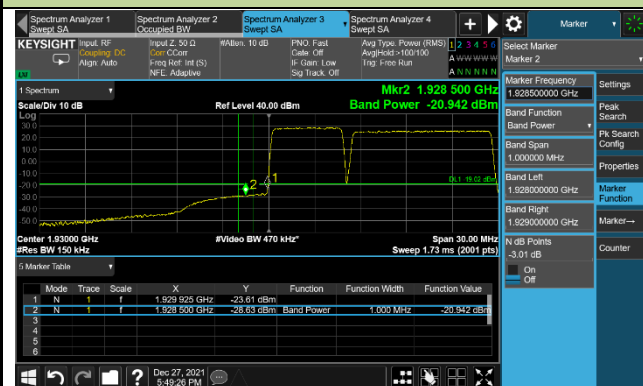 Spectrum Analyzer 1
Swept SA
Spectrum Analyzer 2
Occupied BW
Spectrum Analyzer 3
Swept SA
Spectrum Analyzer 4
Swept SA
Marker
KEYSIGHT
LM
Input: RF
Coupling: DC
Align: Auto
Input Z: 50 Ω
Corr CCorr
Freq Ref: Int (S)
NFE: Adaptive
#Atten: 10 dB
PNO: Fast
Gate: Off
IF Gain: Low
Sig Track: Off
Avg Type: Power (RMS)
Avg|Hold:>100/100
Trig: Free Run
1 2 3 4 5 6
A W W W W W
A N N N N N
1 Spectrum
Scale/Div 10 dB
Ref Level 40.00 dBm
Mkr2 1.928 500 GHz
Band Power -20.942 dBm
Log
30.0
20.0
10.0
0.00
-10.0
-20.0
-30.0
-40.0
-50.0
2
1
DL1 -19.02 dBm
Center 1.93000 GHz
#Video BW 470 kHz*
Span 30.00 MHz
#Res BW 150 kHz
Sweep 1.73 ms (2001 pts)
5 Marker Table
Mode Trace Scale X Y Function Function Width Function Value
1 N 1 f 1.929 925 GHz -23.61 dBm
2 N 1 f 1.928 500 GHz -28.63 dBm Band Power 1.000 MHz -20.942 dBm
3
4
5
6
Select Marker
Marker 2
Marker Frequency
1.928500000 GHz
Band Function
Band Power
Band Span
1.000000 MHz
Band Left
1.928000000 GHz
Band Right
1.929000000 GHz
N dB Points
-3.01 dB
On
Off
Settings
Peak
Search
Pk Search
Config
Properties
Marker
Function
Marker→
Counter
?
Dec 27, 2021
5:49:26 PM